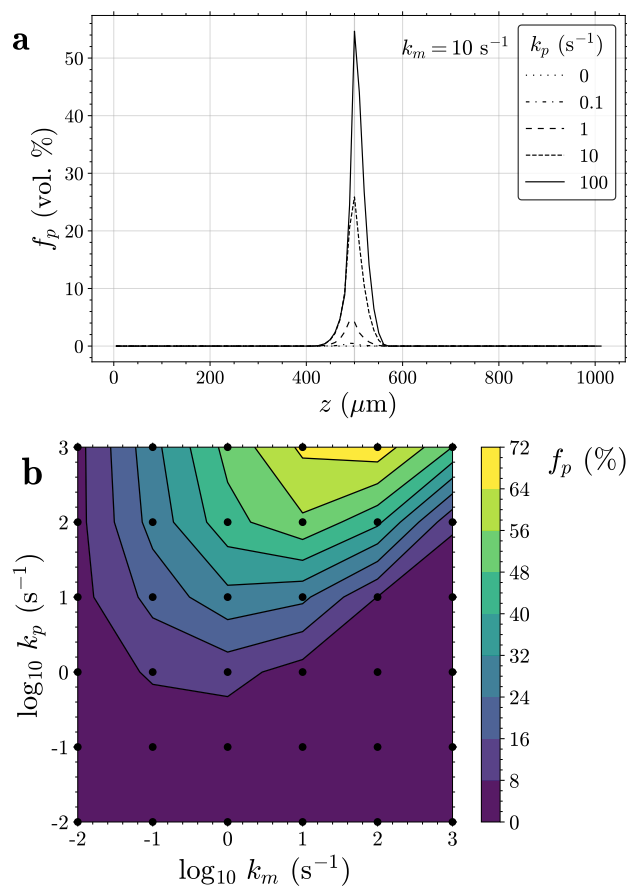 a
k_m = 10 s⁻¹
k_p (s⁻¹)
0
0.1
1
10
100
f_p (vol. %)
50
40
30
20
10
0
0 200 400 600 800 1000
z (μm)
b
f_p (%)
log₁₀ k_p (s⁻¹)
3
2
1
0
-1
-2
-2 -1 0 1 2 3
log₁₀ k_m (s⁻¹)
72
64
56
48
40
32
24
16
8
0